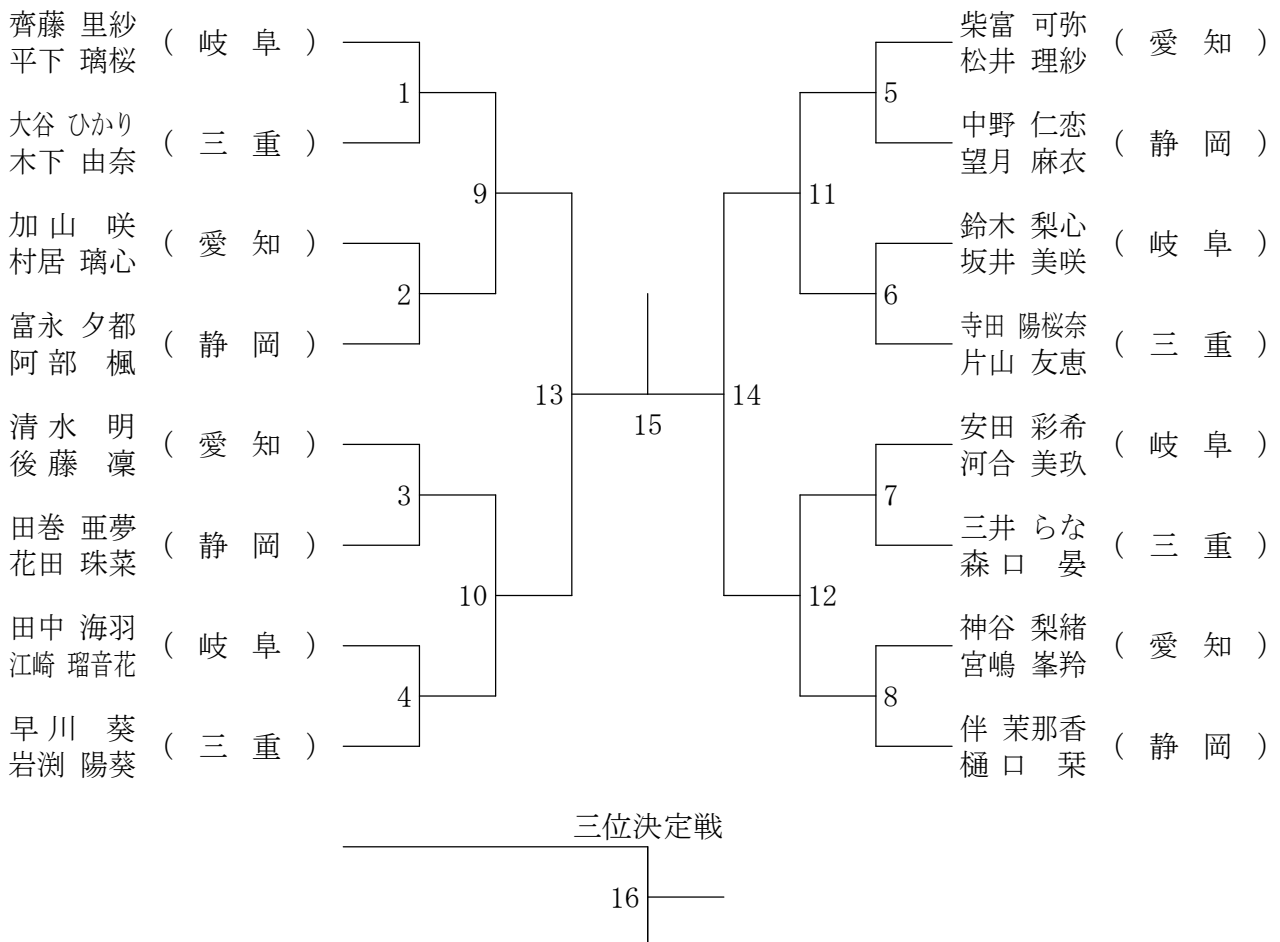 齊藤 里紗
平下 璃桜
( 岐 阜 )
1
大谷 ひかり
木下 由奈
( 三 重 )
9
加 山 咲
村居 璃心
( 愛 知 )
2
富永 夕都
阿 部 楓
( 静 岡 )
13
清 水 明
後 藤 凜
( 愛 知 )
3
田巻 亜夢
花田 珠菜
( 静 岡 )
10
田中 海羽
江崎 瑠音花
( 岐 阜 )
4
早 川 葵
岩渕 陽葵
( 三 重 )
15
柴富 可弥
松井 理紗
( 愛 知 )
5
中野 仁恋
望月 麻衣
( 静 岡 )
11
鈴木 梨心
坂井 美咲
( 岐 阜 )
6
寺田 陽桜奈
片山 友恵
( 三 重 )
14
安田 彩希
河合 美玖
( 岐 阜 )
7
三井 らな
森 口 晏
( 三 重 )
12
神谷 梨緒
宮嶋 峯羚
( 愛 知 )
8
伴 茉那香
樋 口 栞
( 静 岡 )
三位決定戦
16